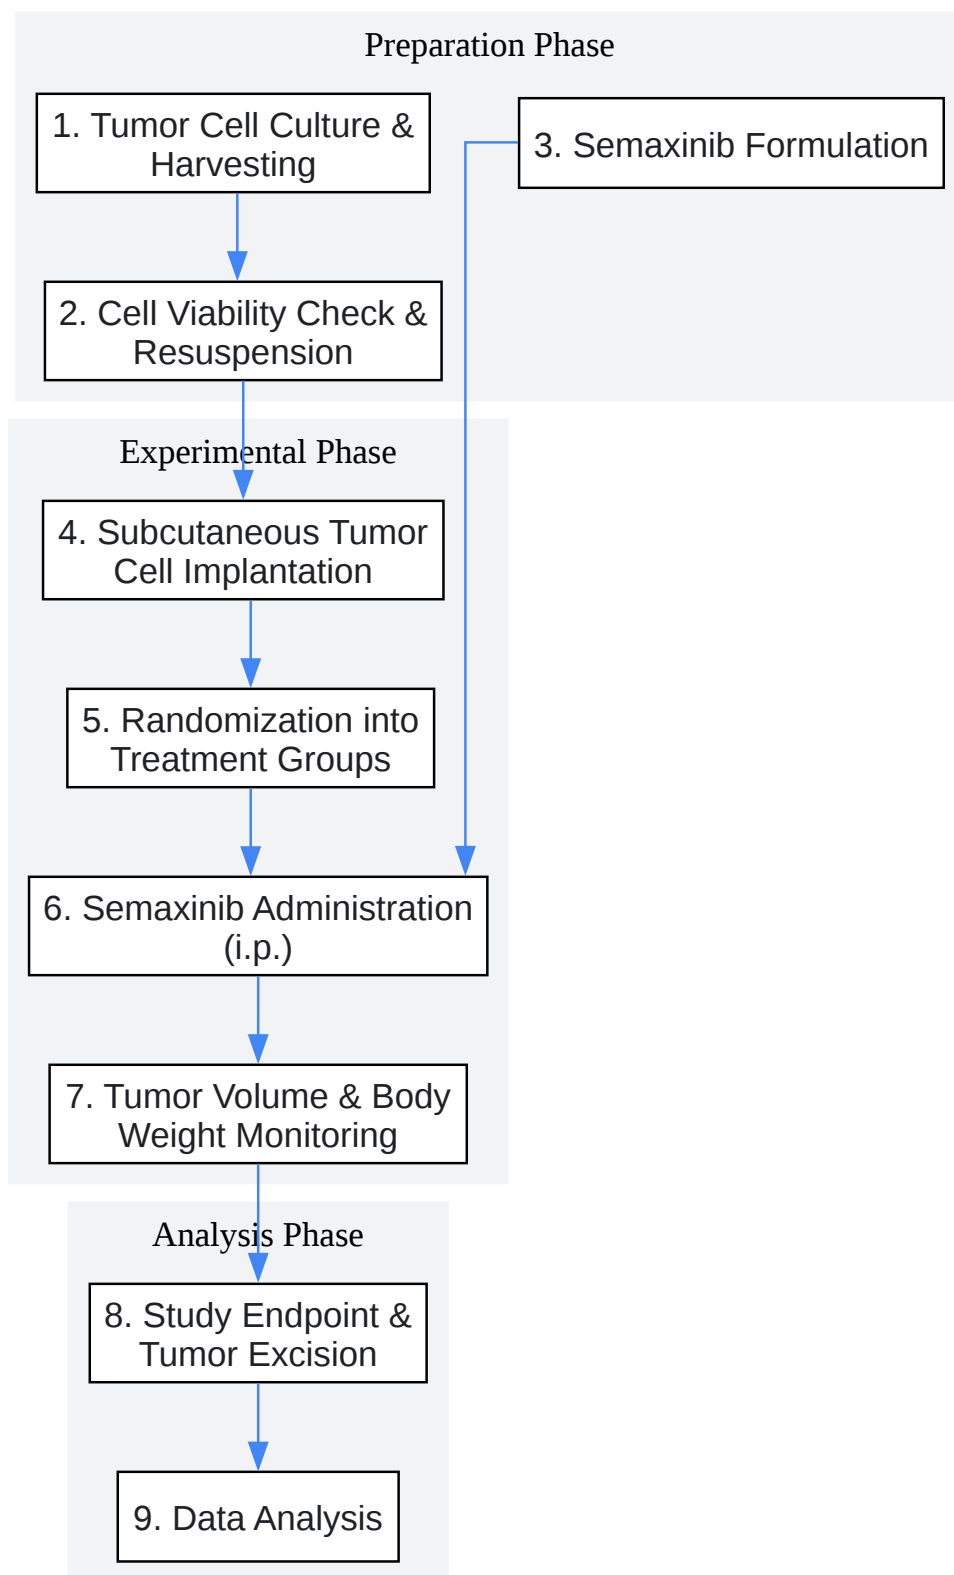 Preparation Phase
1. Tumor Cell Culture &
Harvesting
3. Semaxinib Formulation
2. Cell Viability Check &
Resuspension
Experimental Phase
4. Subcutaneous Tumor
Cell Implantation
5. Randomization into
Treatment Groups
6. Semaxinib Administration
(i.p.)
7. Tumor Volume & Body
Weight Monitoring
Analysis Phase
8. Study Endpoint &
Tumor Excision
9. Data Analysis